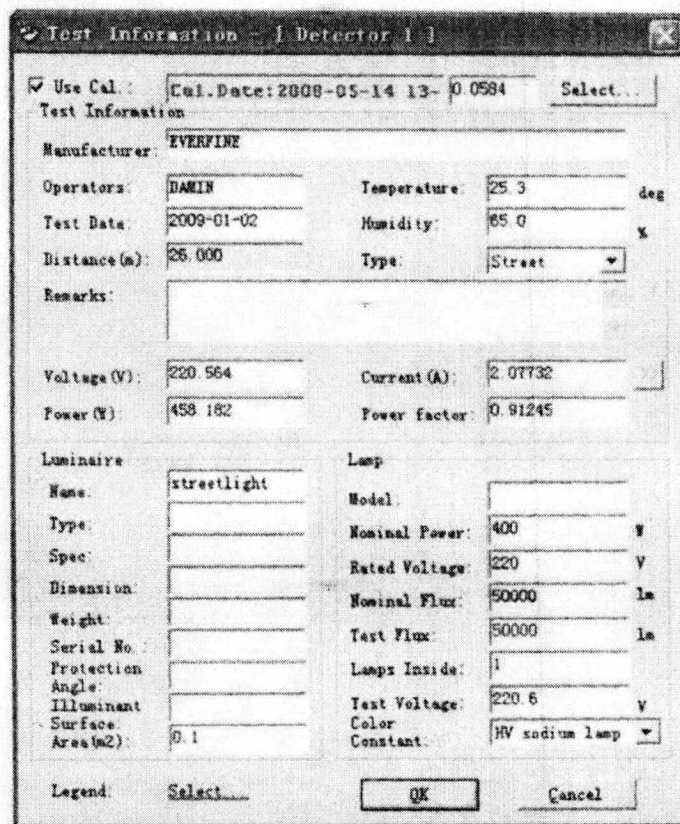 Test Information - [ Detector 1 ]
Use Cal.: Cal.Date:2008-05-14 13- 0.0584 Select...
Test Information
Manufacturer: EVERFINE
Operators: DAMIN Temperature: 25.3 deg
Test Date: 2009-01-02 Humidity: 65.0 %
Distance(m): 26.000 Type: Street
Remarks:
Voltage(V): 220.564 Current(A): 2.07732
Power(W): 458.182 Power factor: 0.91245
Luminaire Lamp
Name: streetlight Model:
Type: Nominal Power: 400 W
Spec: Rated Voltage: 220 V
Dimension: Nominal Flux: 50000 lm
Weight: Test Flux: 50000 lm
Serial No.: Lamps Inside: 1
Protection
Angle: Test Voltage: 220.6 V
Illuminant
Surface Color
Area(m2): 0.1 Constant: HV sodium lamp
Legend: Select... OK Cancel